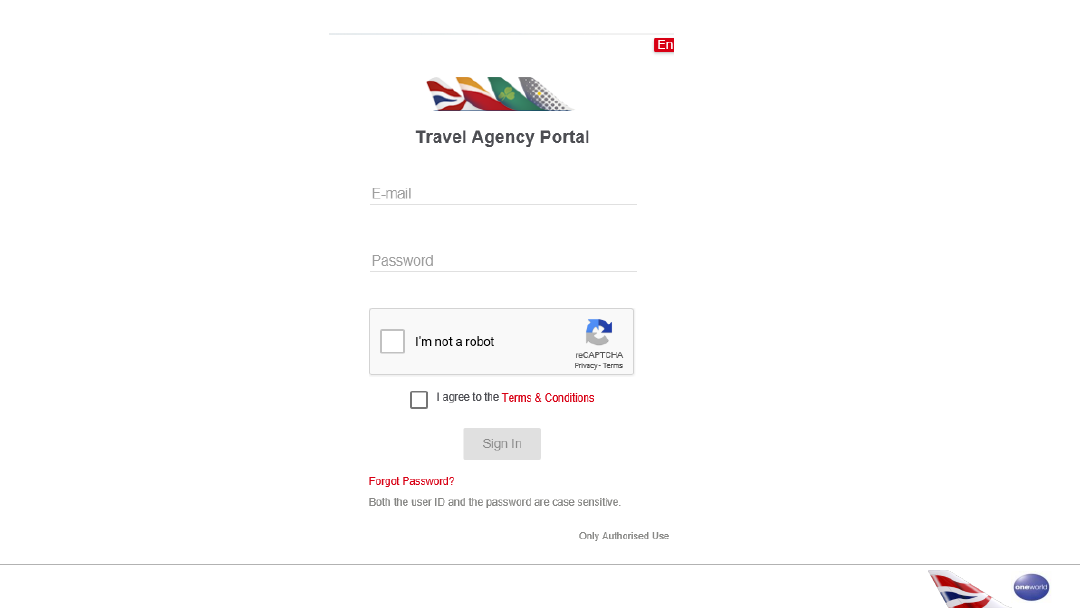 En
Travel Agency Portal
E-mail
Password
I'm not a robot
reCAPTCHA
Privacy - Terms
I agree to the Terms & Conditions
Sign In
Forgot Password?
Both the user ID and the password are case sensitive.
Only Authorised Use
oneworld